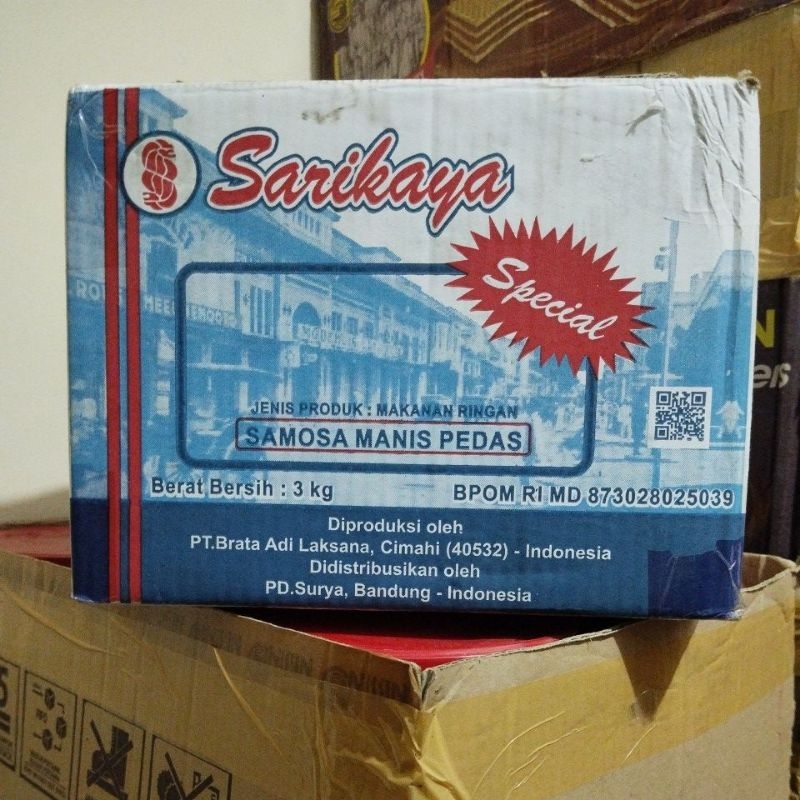 Sarikaya
Special
JENIS PRODUK : MAKANAN RINGAN
SAMOSA MANIS PEDAS
Berat Bersih : 3 kg
BPOM RI MD 873028025039
Diproduksi oleh
PT.Brata Adi Laksana, Cimahi (40532) - Indonesia
Didistribusikan oleh
PD.Surya, Bandung - Indonesia